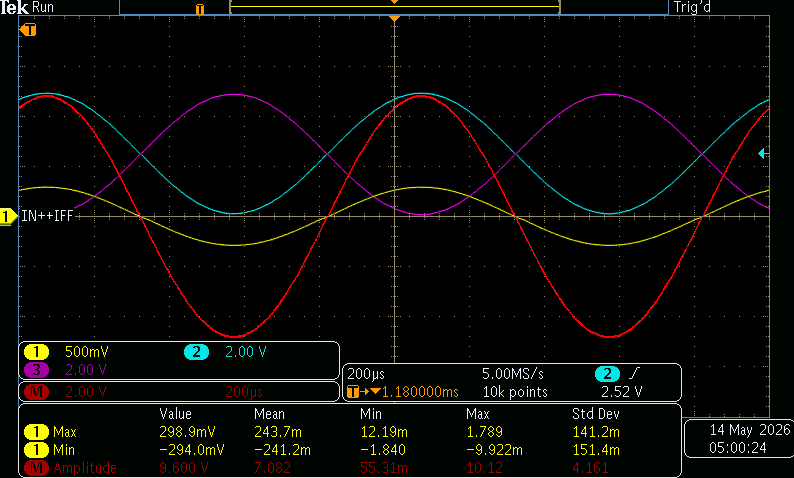 Tek Run Trig'd
T
T
1 IN++IFF
1 500mV 2 2.00 V
3 2.00 V
M 2.00 V 200µs
200µs 5.00MS/s 2
T→▼1.180000ms 10k points 2.52 V
Value Mean Min Max Std Dev
1 Max 298.9mV 243.7m 12.19m 1.789 141.2m
1 Min −294.0mV −241.2m −1.840 −9.922m 151.4m
M Amplitude 9.600 V 7.082 55.31m 10.12 4.161
14 May 2026
05:00:24